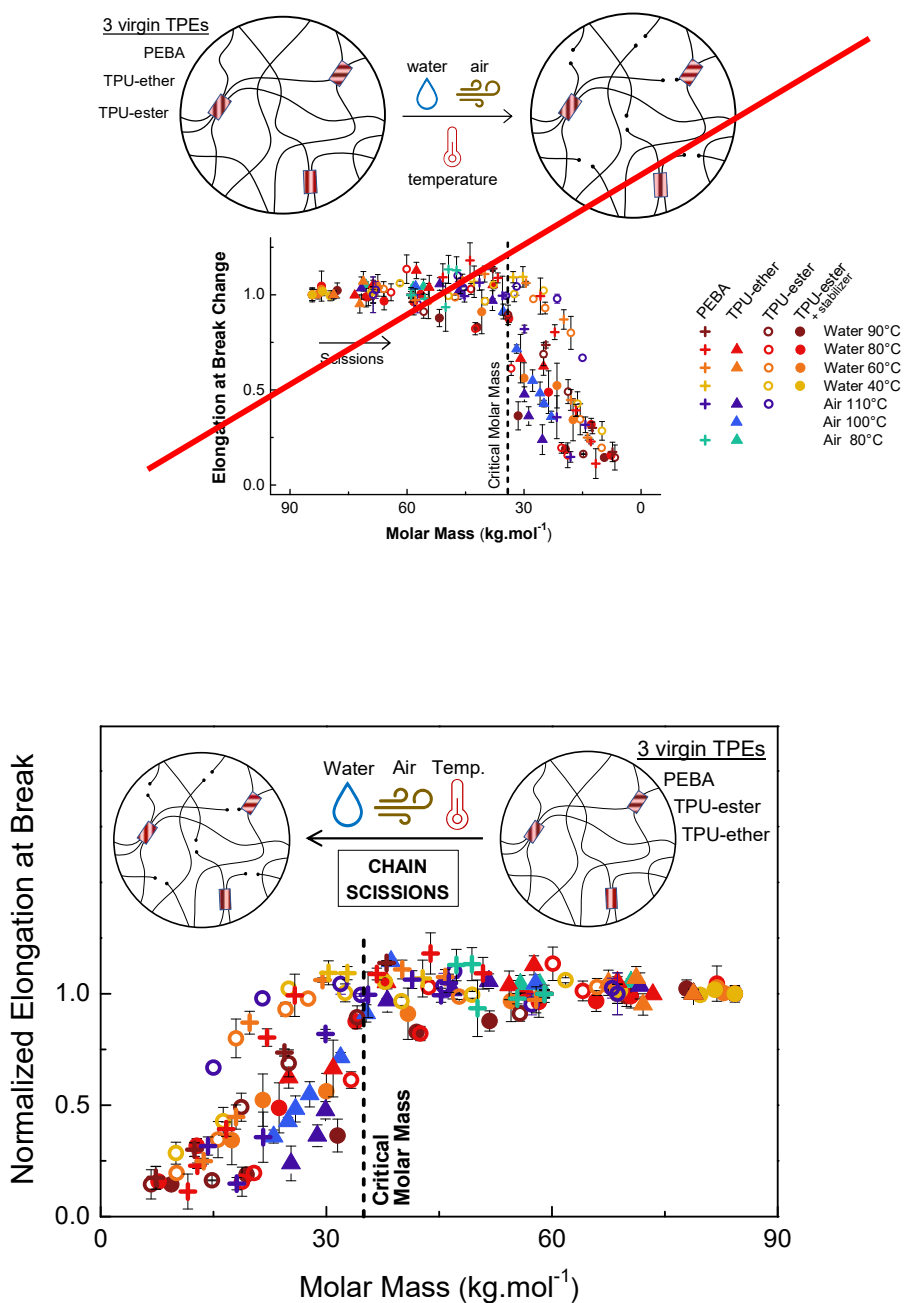 3 virgin TPEs
PEBA
TPU-ether
TPU-ester
water air
temperature
Elongation at Break Change
1.0
0.5
0.0
Scissions
Critical Molar Mass
90 60 30 0
Molar Mass (kg.mol⁻¹)
PEBA
TPU-ether
TPU-ester
TPU-ester
+ stabilizer
Water 90°C
Water 80°C
Water 60°C
Water 40°C
Air 110°C
Air 100°C
Air 80°C
Normalized Elongation at Break
1.0
0.5
0.0
Water Air Temp.
CHAIN
SCISSIONS
3 virgin TPEs
PEBA
TPU-ester
TPU-ether
Critical
Molar Mass
0 30 60 90
Molar Mass (kg.mol⁻¹)